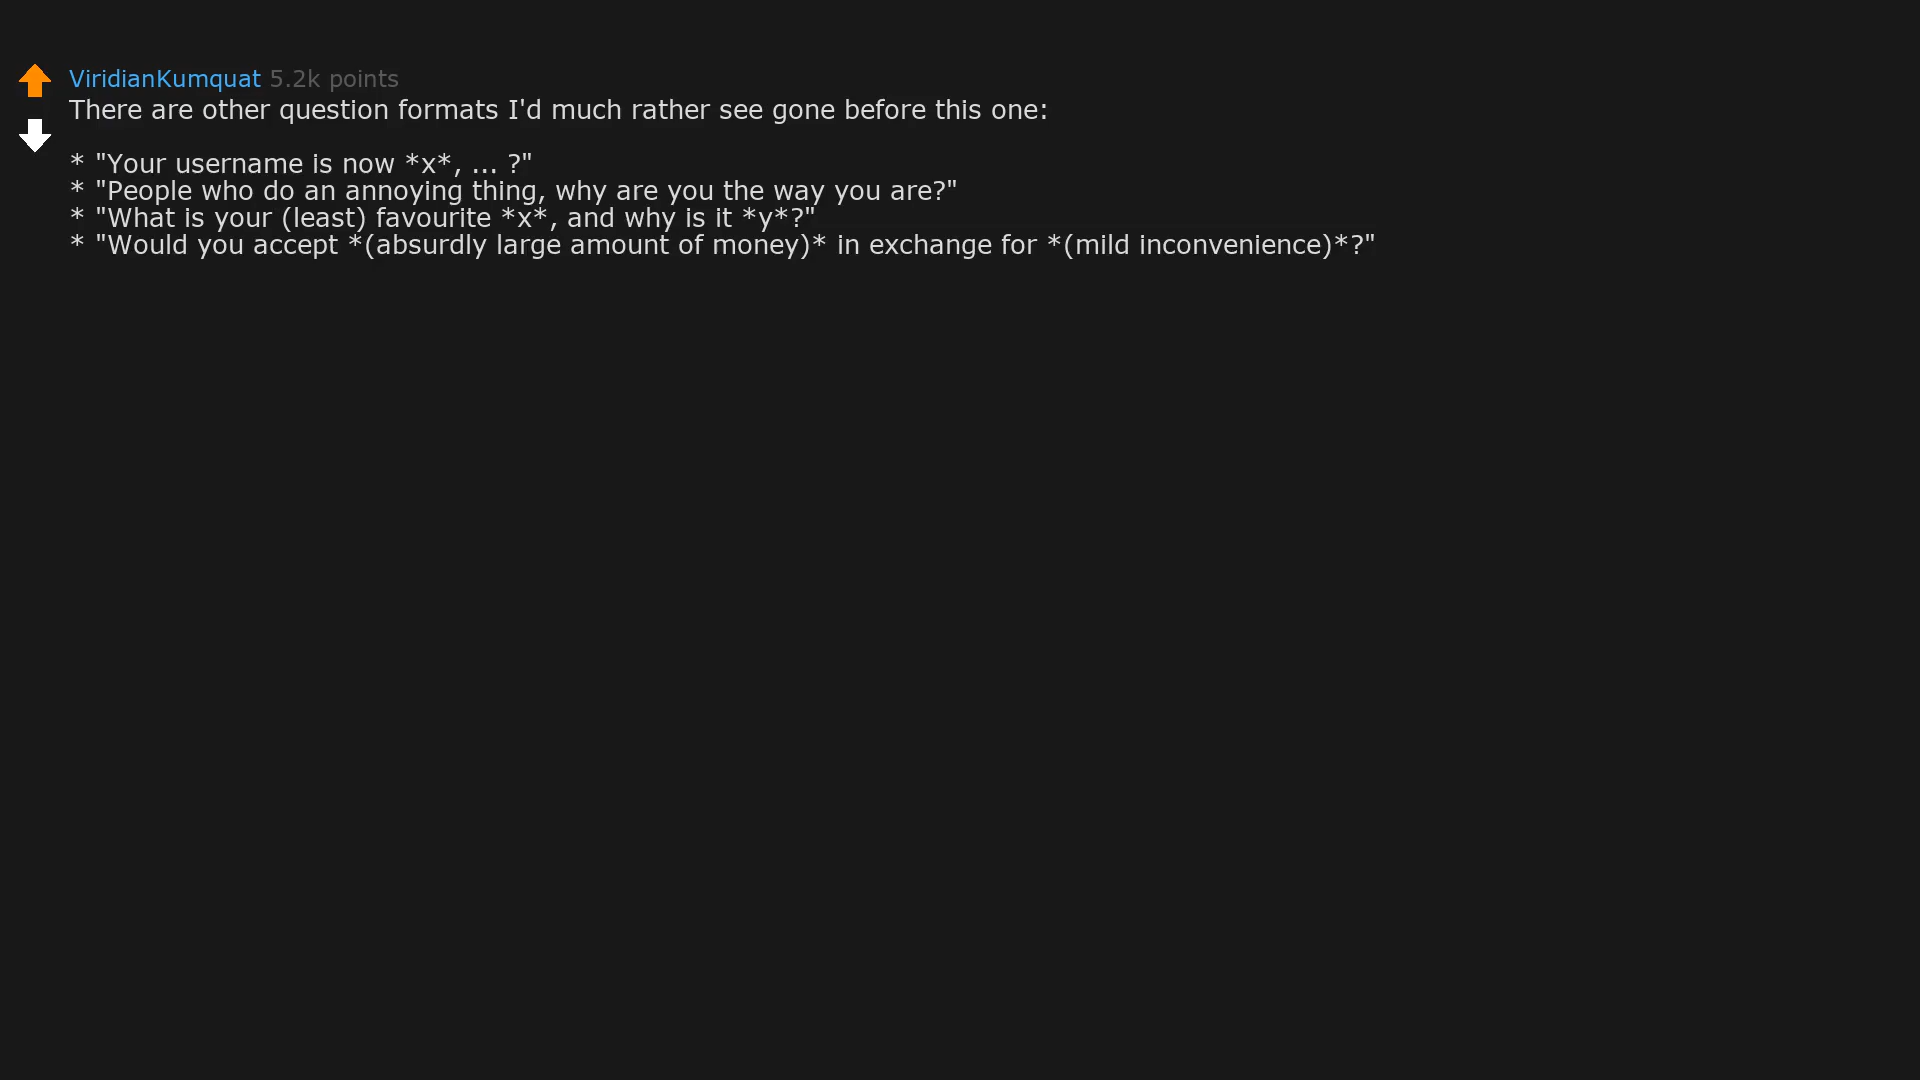 ViridianKumquat 5.2k points
There are other question formats I'd much rather see gone before this one:
* "Your username is now *x*, ... ?"
* "People who do an annoying thing, why are you the way you are?"
* "What is your (least) favourite *x*, and why is it *y*?"
* "Would you accept *(absurdly large amount of money)* in exchange for *(mild inconvenience)*?"